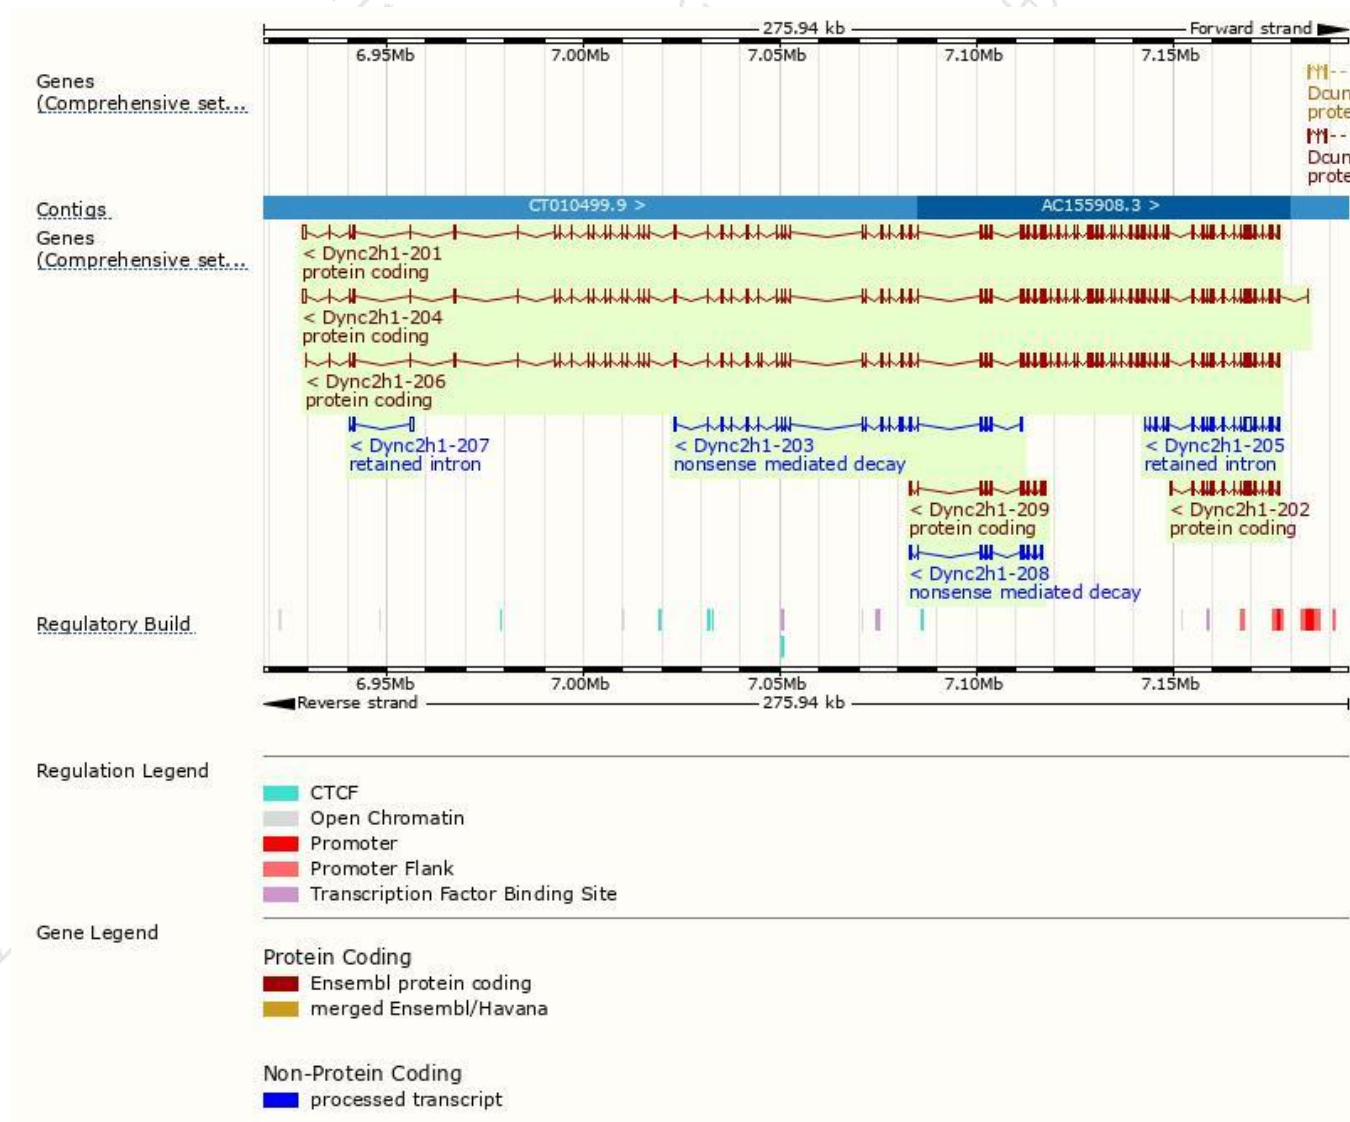 275.94 kb
Forward strand
6.95Mb 7.00Mb 7.05Mb 7.10Mb 7.15Mb
Genes
(Comprehensive set...
Dcun
prote
Dcun
prote
Contigs
CT010499.9 >
AC155908.3 >
Genes
(Comprehensive set...
< Dync2h1-201
protein coding
< Dync2h1-204
protein coding
< Dync2h1-206
protein coding
< Dync2h1-207
retained intron
< Dync2h1-203
nonsense mediated decay
< Dync2h1-205
retained intron
< Dync2h1-209
protein coding
< Dync2h1-202
protein coding
< Dync2h1-208
nonsense mediated decay
Regulatory Build
6.95Mb 7.00Mb 7.05Mb 7.10Mb 7.15Mb
Reverse strand
275.94 kb
Regulation Legend
CTCF
Open Chromatin
Promoter
Promoter Flank
Transcription Factor Binding Site
Gene Legend
Protein Coding
Ensembl protein coding
merged Ensembl/Havana
Non-Protein Coding
processed transcript